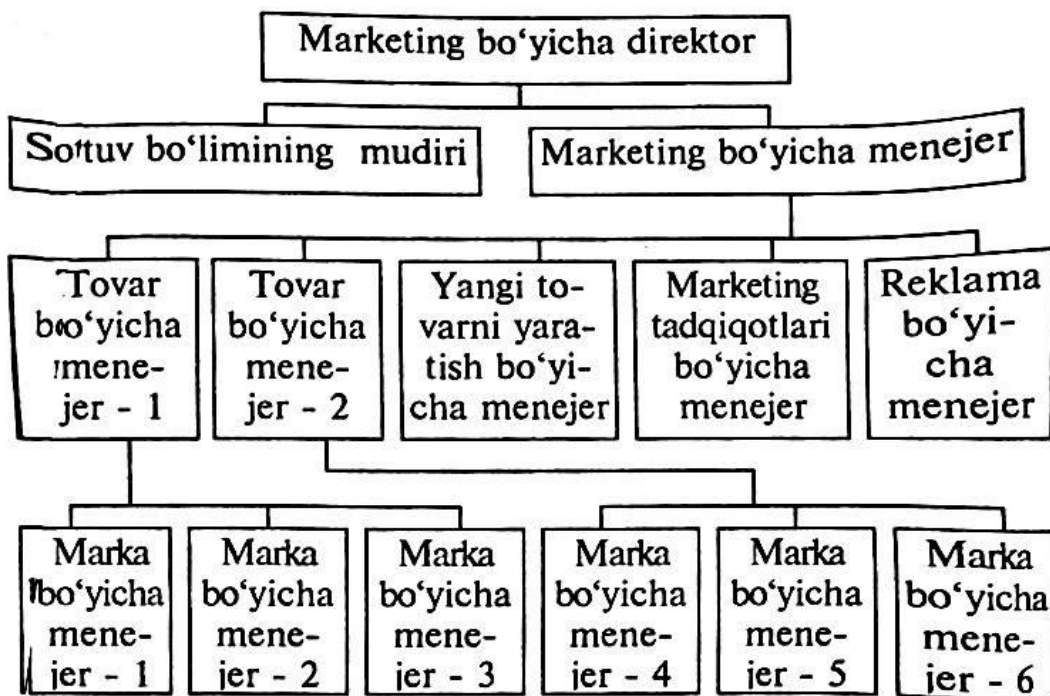 Marketing bo‘yicha direktor
Sotuv bo‘limining mudiri
Marketing bo‘yicha menejer
Tovar
bo‘yicha
mene-
jer - 1
Tovar
bo‘yicha
mene-
jer - 2
Yangi to-
varni yara-
tish bo‘yi-
cha menejer
Marketing
tadqiqotlari
bo‘yicha
menejer
Reklama
bo‘yi-
cha
menejer
Marka
bo‘yicha
mene-
jer - 1
Marka
bo‘yicha
mene-
jer - 2
Marka
bo‘yicha
mene-
jer - 3
Marka
bo‘yicha
mene-
jer - 4
Marka
bo‘yicha
mene-
jer - 5
Marka
bo‘yicha
mene-
jer - 6